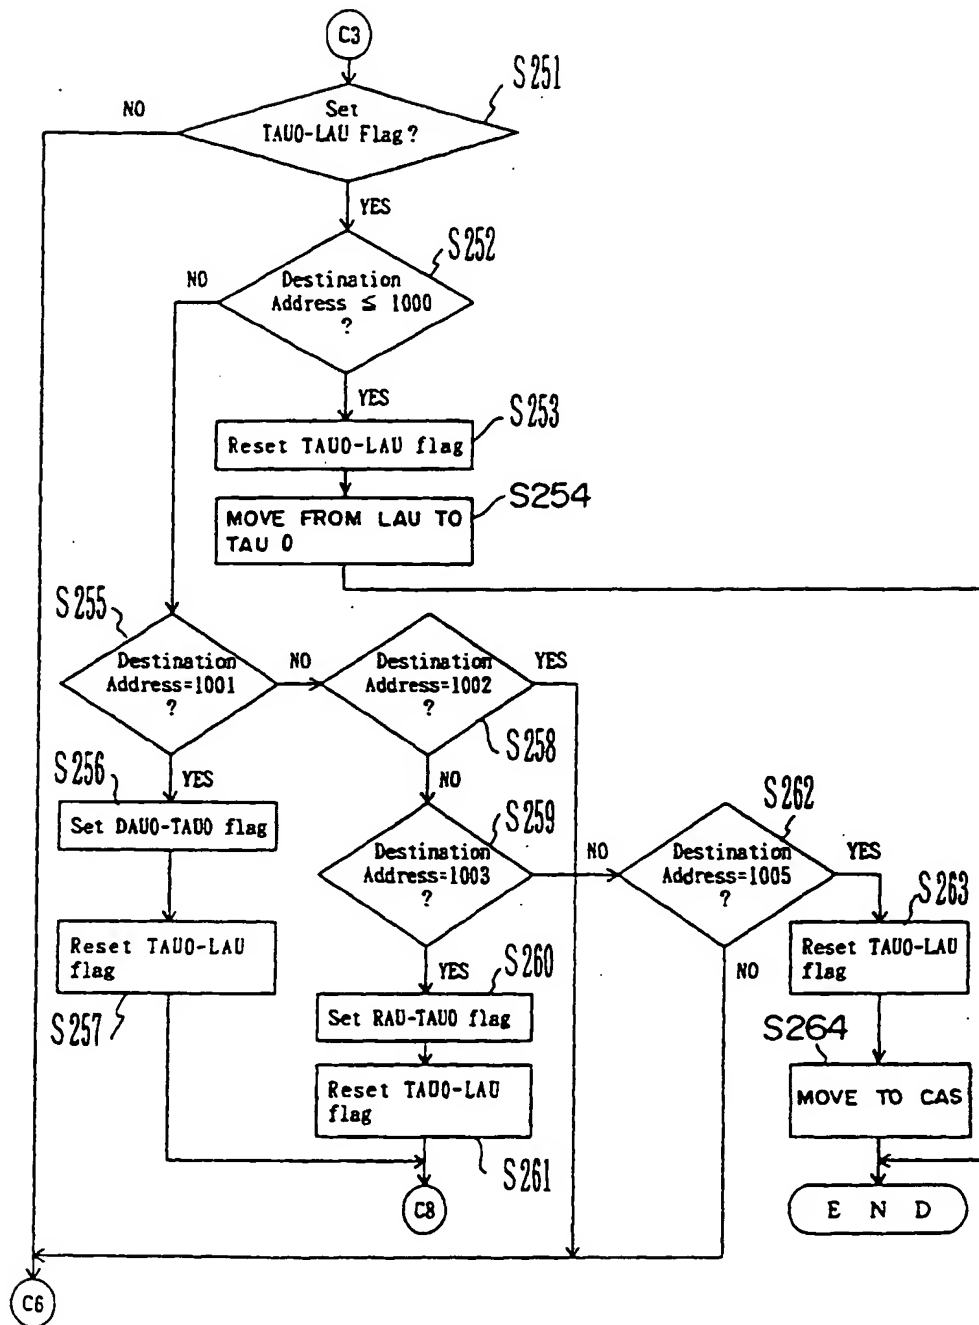 C3
S251
NO
Set
TAU0-LAU Flag?
YES
S252
NO
Destination
Address ≦ 1000
?
YES
S253
Reset TAU0-LAU flag
S254
MOVE FROM LAU TO
TAU 0
S255
Destination
Address=1001
?
NO
Destination
Address=1002
?
YES
S258
S256
YES
NO
S262
Set DAU0-TAU0 flag
S259
Destination
Address=1003
?
NO
Destination
Address=1005
?
YES
S263
Reset TAU0-LAU
flag
S257
YES
S260
NO
Reset TAU0-LAU
flag
Set RAU-TAU0 flag
S264
Reset TAU0-LAU
flag
MOVE TO CAS
S261
C8
E N D
C6